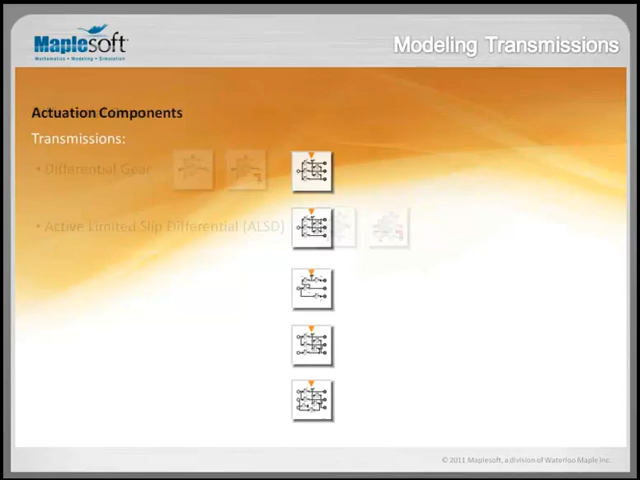 Maplesoft
Mathematics • Modeling • Simulation
Modeling Transmissions
Actuation Components
Transmissions:
• Differential Gear
• Active Limited Slip Differential (ALSD)
© 2011 Maplesoft, a division of Waterloo Maple Inc.